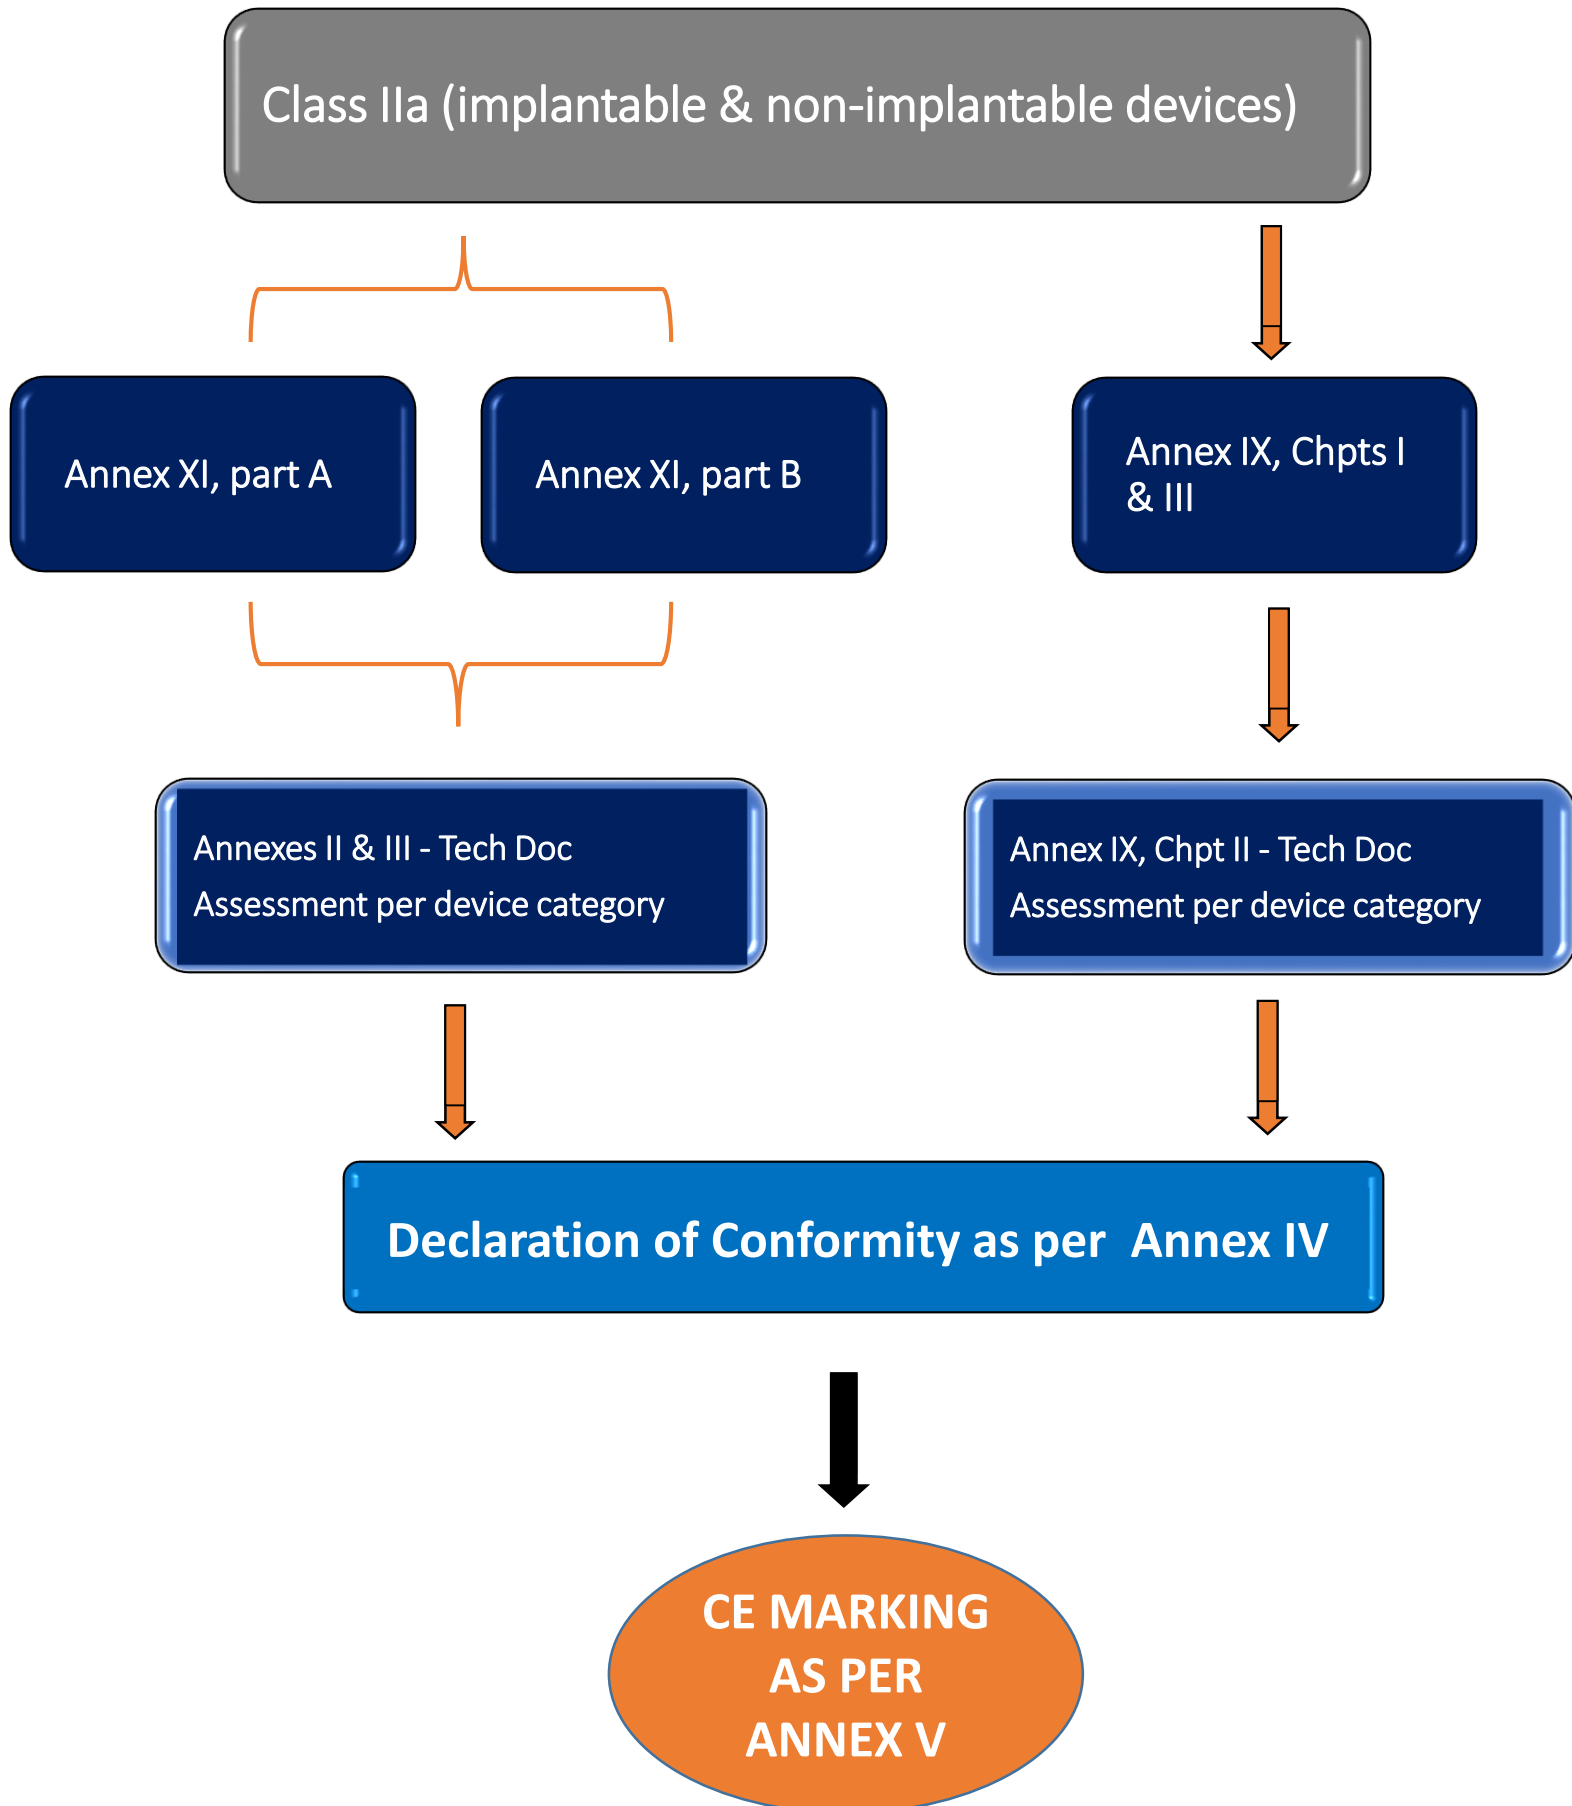 Class IIa (implantable & non-implantable devices)
Annex XI, part A
Annex XI, part B
Annex IX, Chpts I
& III
Annexes II & III - Tech Doc
Assessment per device category
Annex IX, Chpt II - Tech Doc
Assessment per device category
Declaration of Conformity as per  Annex IV
CE MARKING
AS PER
ANNEX V